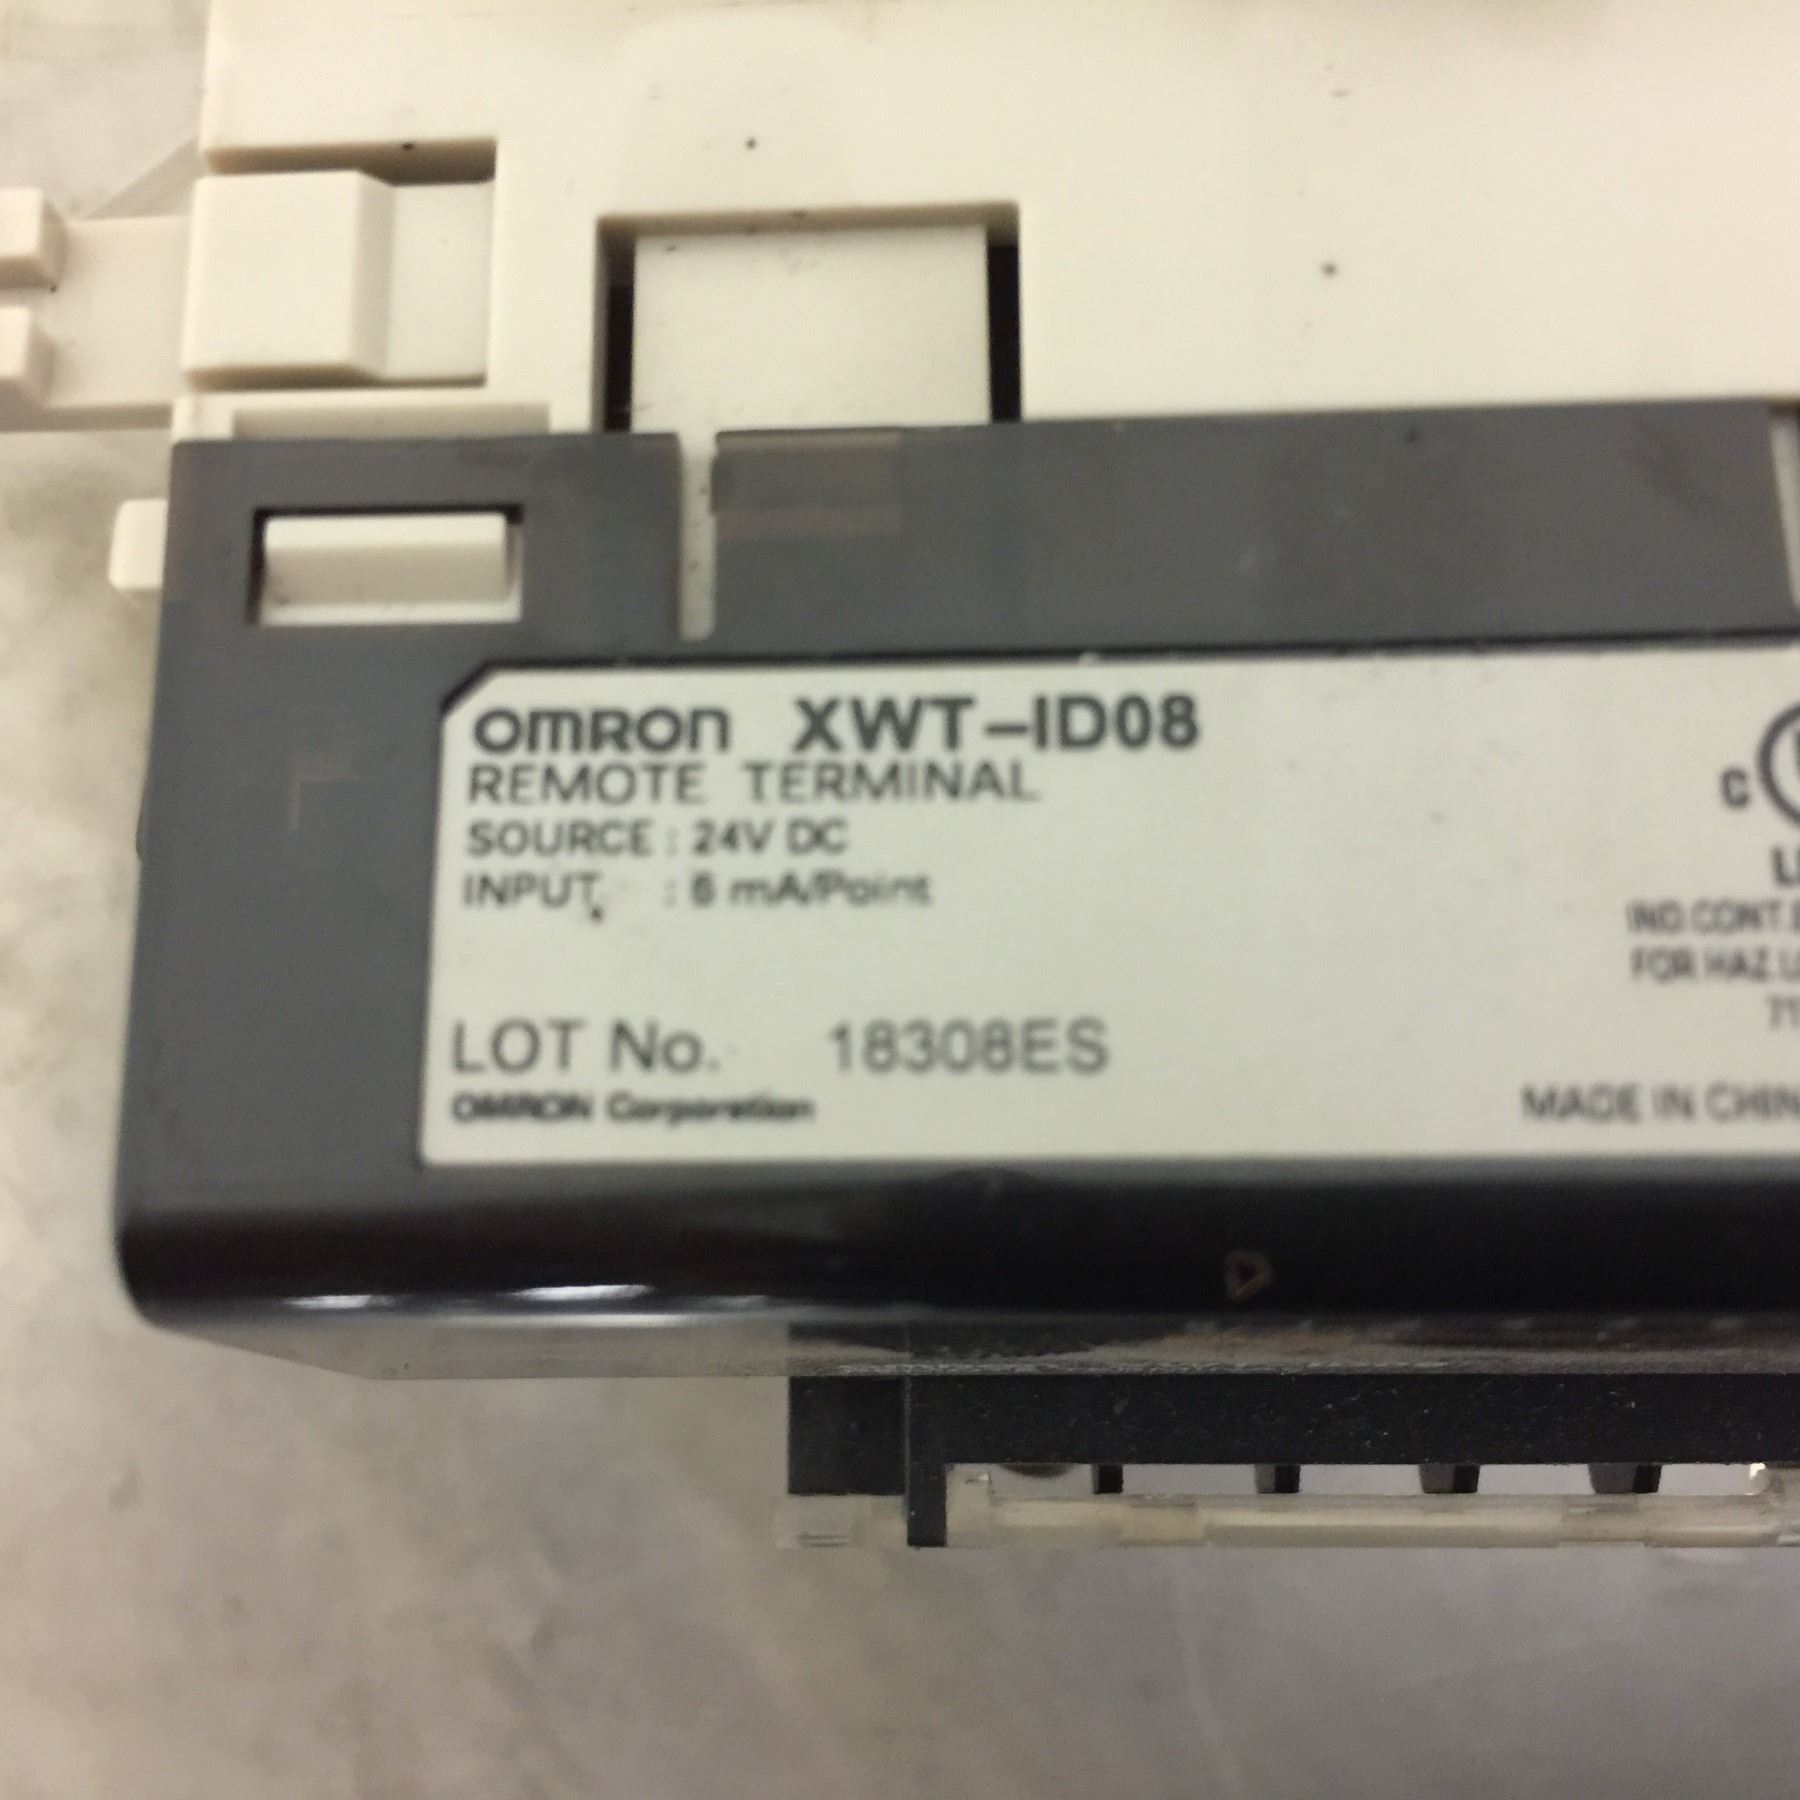 OMRON XWT-ID08
REMOTE TERMINAL
SOURCE : 24V DC
INPUT : 6 mA/Point
C
IND.CONT.
FOR HAZ.
LOT No. 18308ES
OMRON Corporation
MADE IN CHIN